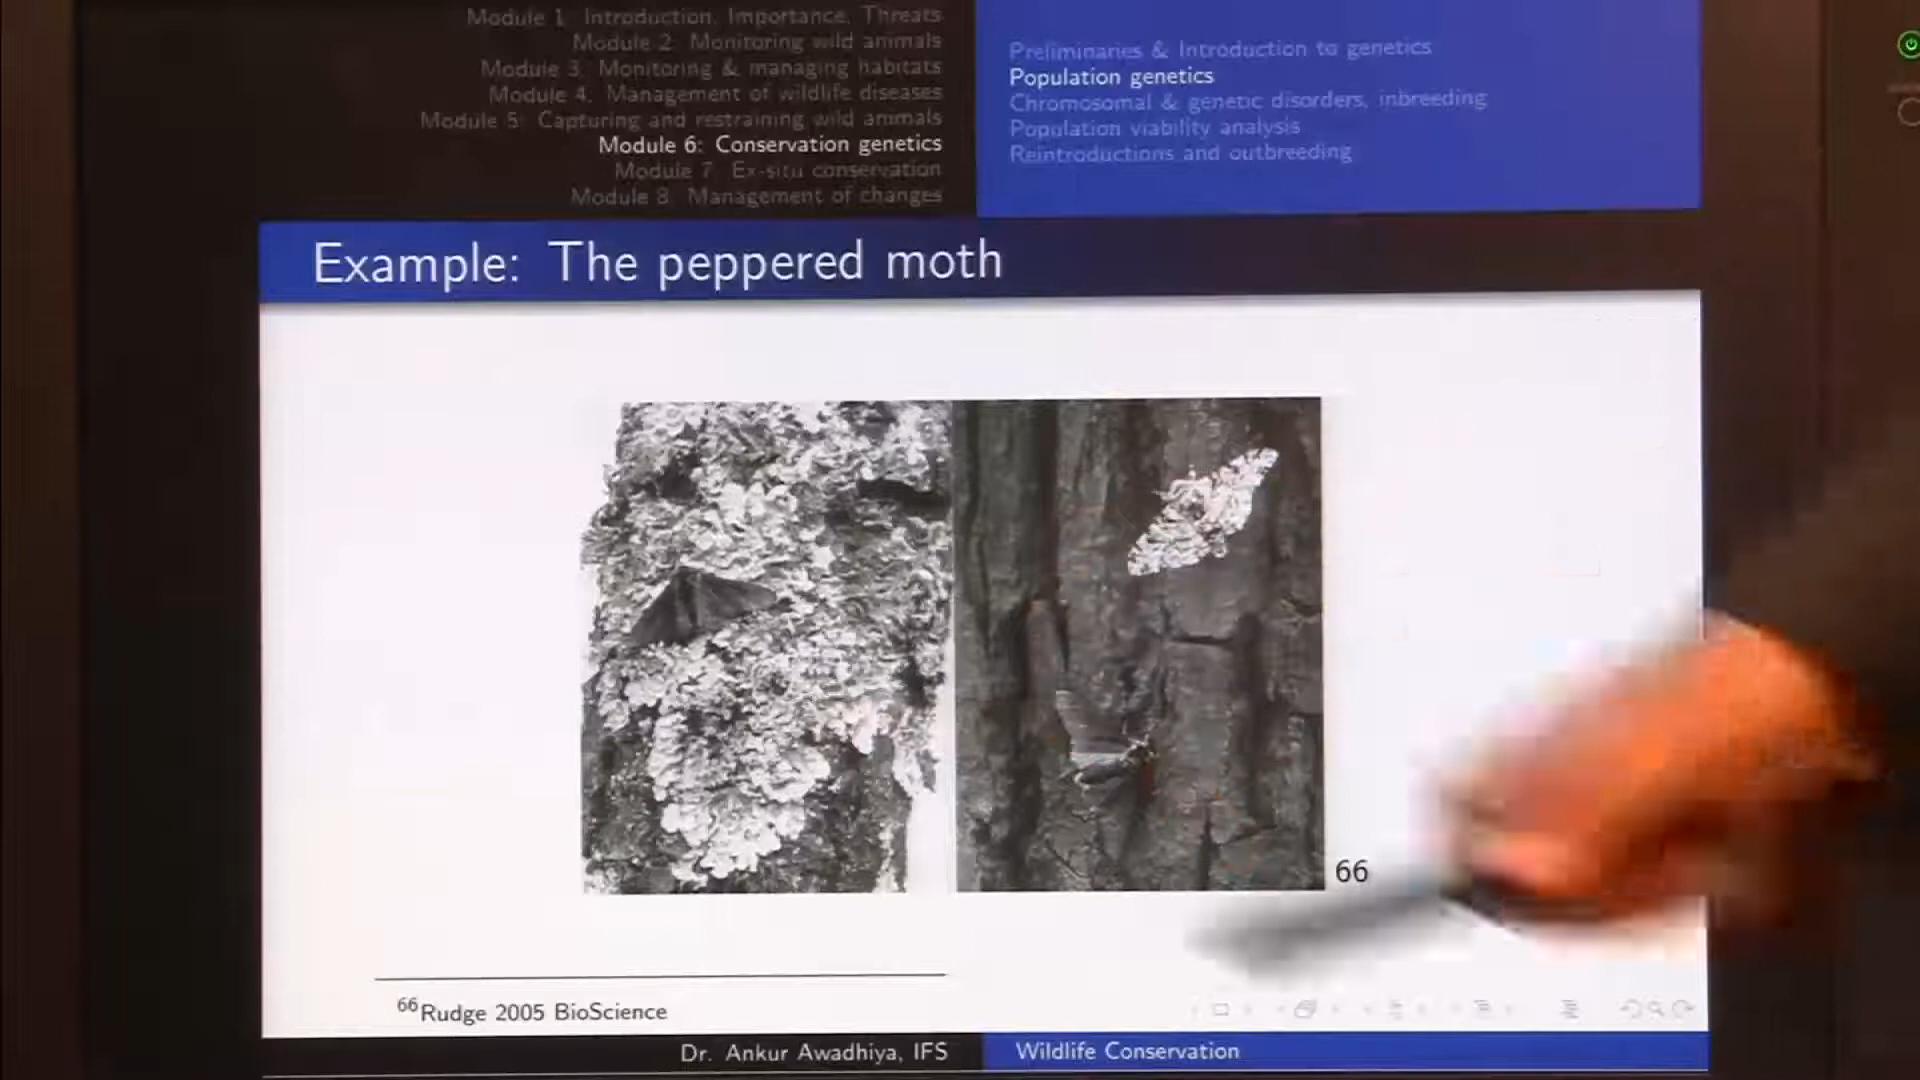 Module 1: Introduction, Importance, Threats
Module 2: Monitoring wild animals
Module 3: Monitoring & managing habitats
Module 4: Management of wildlife diseases
Module 5: Capturing and restraining wild animals
Module 6: Conservation genetics
Module 7: Ex-situ conservation
Module 8: Management of changes
Preliminaries & Introduction to genetics
Population genetics
Chromosomal & genetic disorders, inbreeding
Population viability analysis
Reintroductions and outbreeding
Example: The peppered moth
66
66 Rudge 2005 BioScience
Dr. Ankur Awadhiya, IFS
Wildlife Conservation